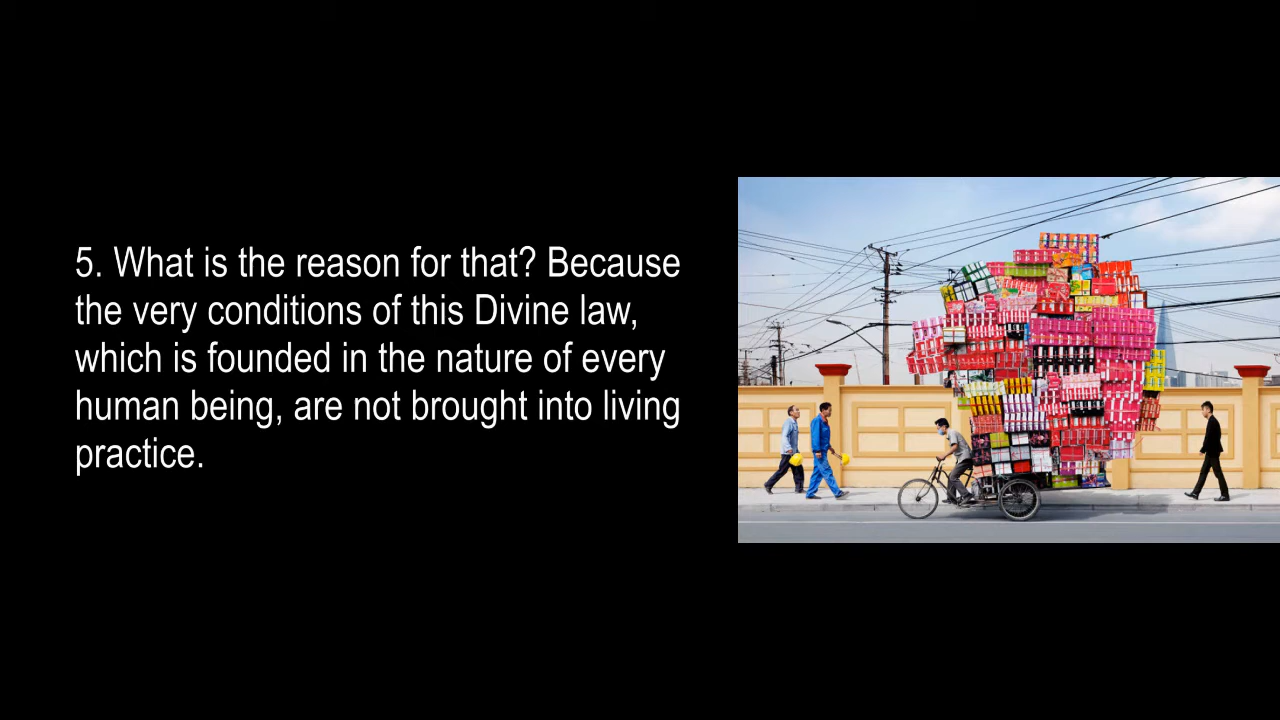 5. What is the reason for that? Because
the very conditions of this Divine law,
which is founded in the nature of every
human being, are not brought into living
practice.